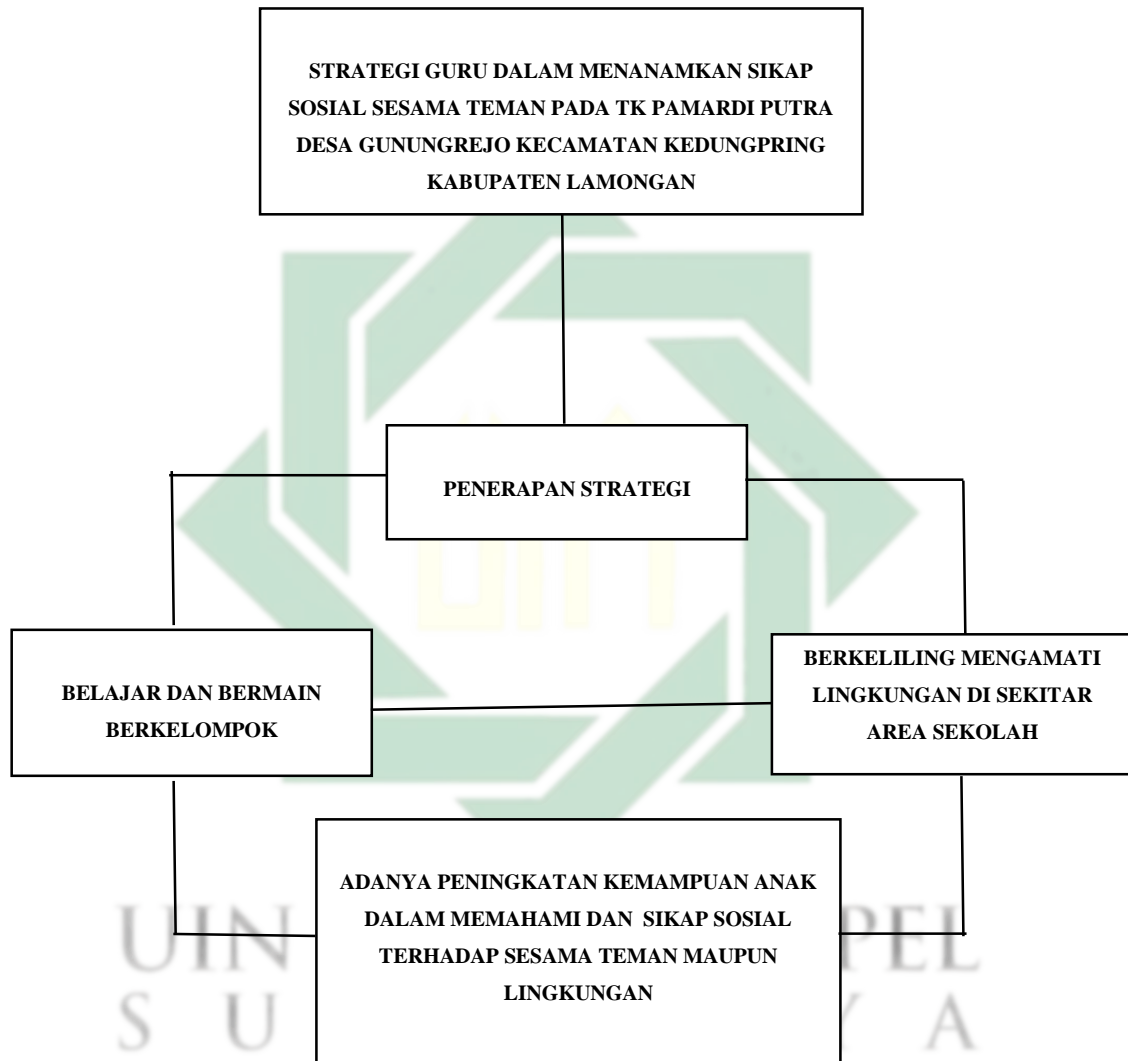 STRATEGI GURU DALAM MENANAMKAN SIKAP
SOSIAL SESAMA TEMAN PADA TK PAMARDI PUTRA
DESA GUNUNGREJO KECAMATAN KEDUNGPRING
KABUPATEN LAMONGAN
PENERAPAN STRATEGI
BELAJAR DAN BERMAIN
BERKELOMPOK
BERKELILING MENGAMATI
LINGKUNGAN DI SEKITAR
AREA SEKOLAH
ADANYA PENINGKATAN KEMAMPUAN ANAK
DALAM MEMAHAMI DAN SIKAP SOSIAL
TERHADAP SESAMA TEMAN MAUPUN
LINGKUNGAN
UIN PEL
S U Y A